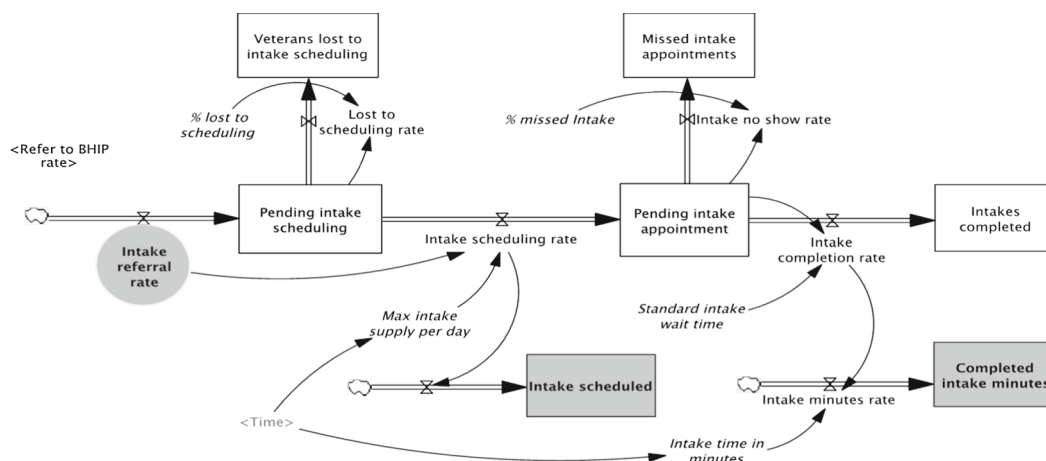 Veterans lost to
intake scheduling
Missed intake
appointments
% lost to
scheduling
Lost to
scheduling rate
% missed Intake
Intake no show rate
<Refer to BHIP
rate>
Pending intake
scheduling
Pending intake
appointment
Intakes
completed
Intake scheduling rate
Intake
completion rate
Intake
referral
rate
Max intake
supply per day
Standard intake
wait time
Intake scheduled
Completed
intake minutes
Intake minutes rate
<Time>
Intake time in
minutes